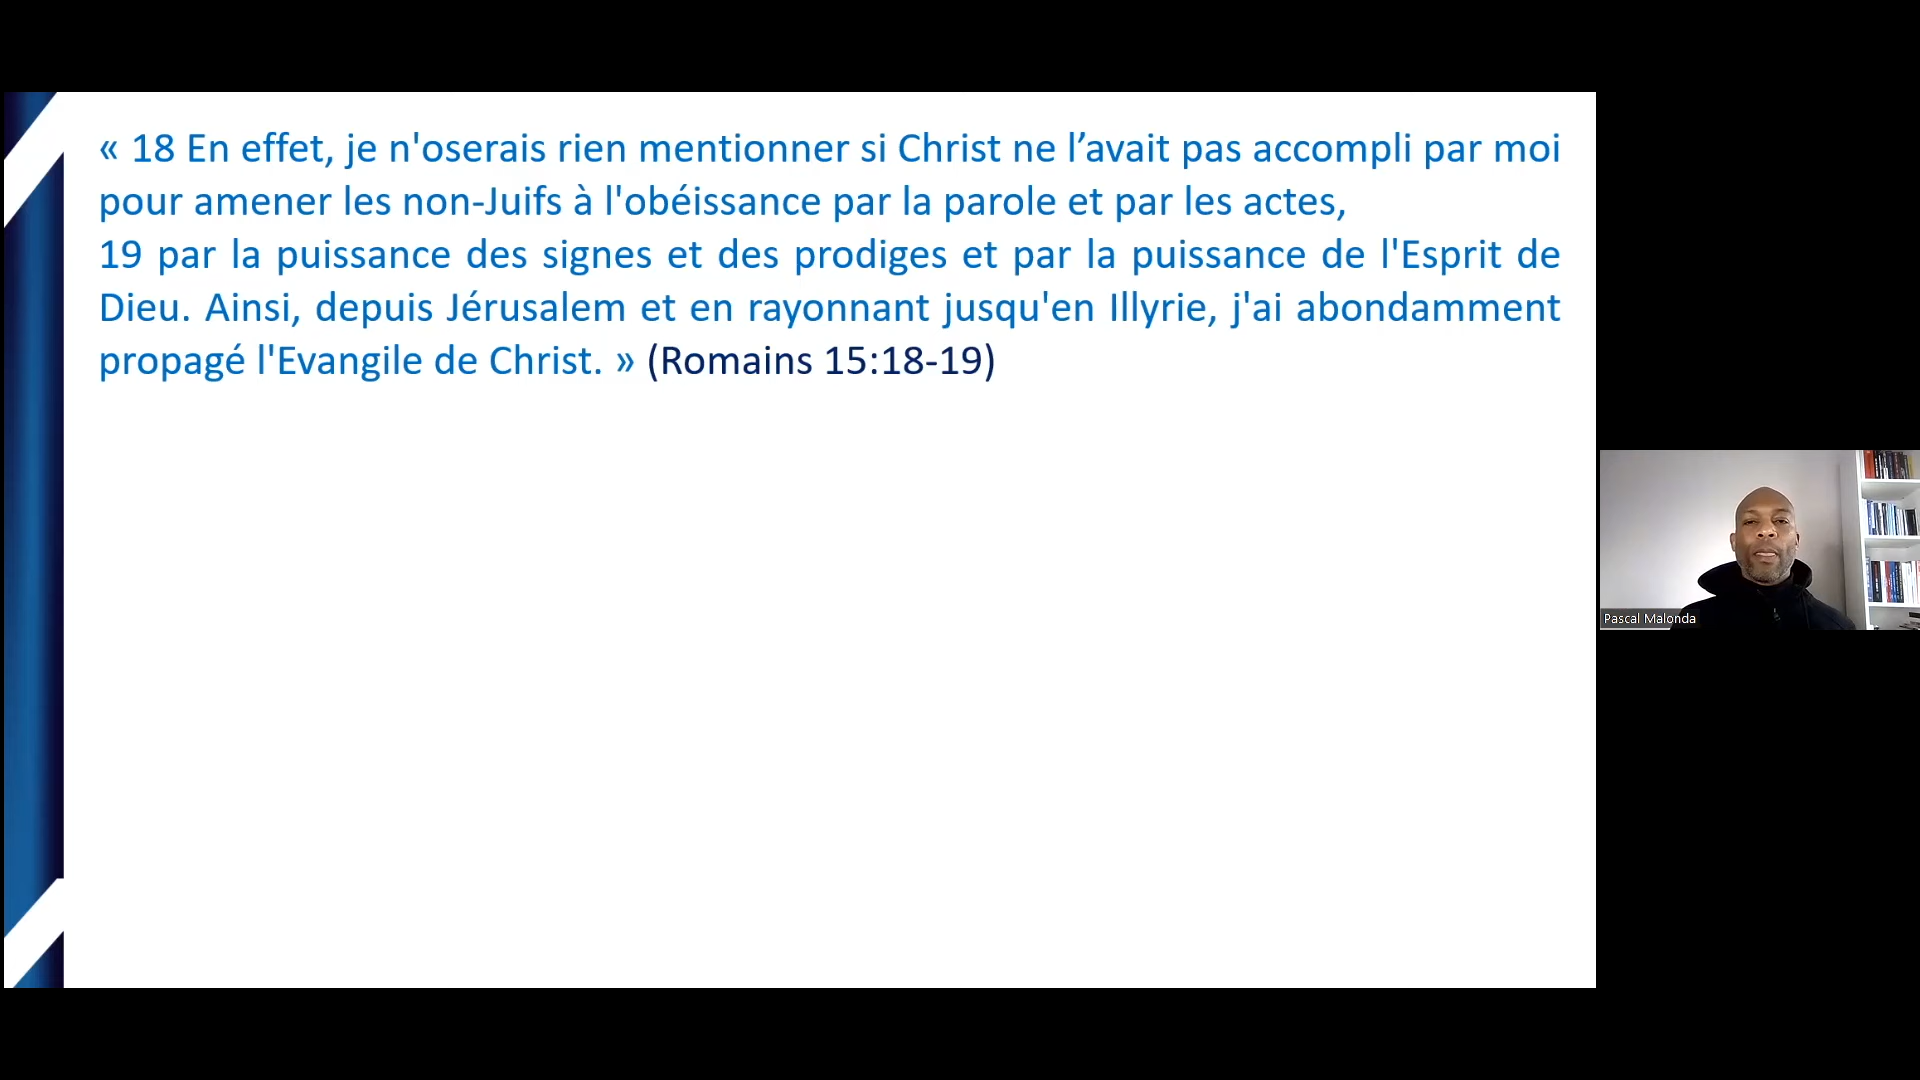 « 18 En effet, je n'oserais rien mentionner si Christ ne l’avait pas accompli par moi
pour amener les non-Juifs à l'obéissance par la parole et par les actes,
19 par la puissance des signes et des prodiges et par la puissance de l'Esprit de
Dieu. Ainsi, depuis Jérusalem et en rayonnant jusqu'en Illyrie, j'ai abondamment
propagé l'Evangile de Christ. » (Romains 15:18-19)
Pascal Malonda